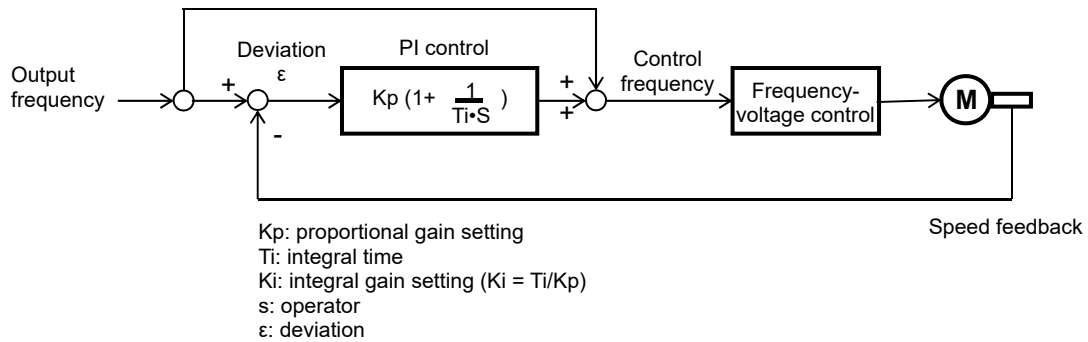 Output
frequency
Deviation
ε
+
-
PI control
Kp (1+ 1 / Ti•S )
+
+
Control
frequency
Frequency-
voltage control
M
Speed feedback
Kp: proportional gain setting
Ti: integral time
Ki: integral gain setting (Ki = Ti/Kp)
s: operator
ε: deviation